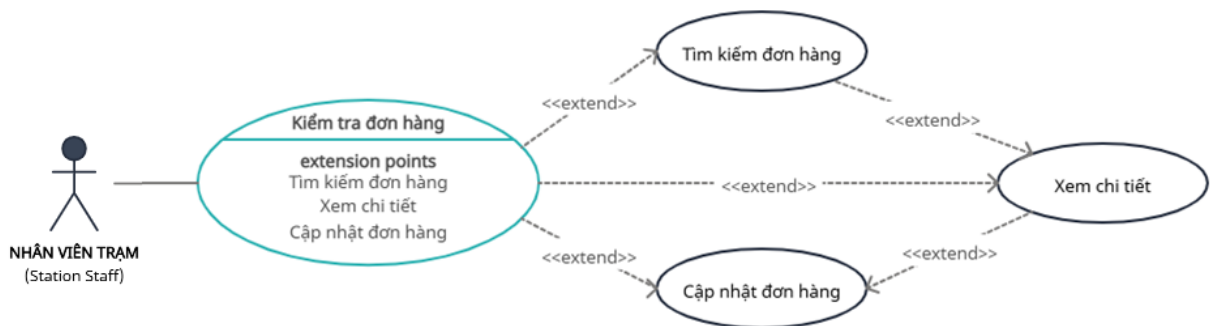 Tìm kiếm đơn hàng
<<extend>>
<<extend>>
Kiểm tra đơn hàng
extension points
Tìm kiếm đơn hàng
Xem chi tiết
Cập nhật đơn hàng
<<extend>>
Xem chi tiết
NHÂN VIÊN TRẠM
(Station Staff)
<<extend>>
<<extend>>
Cập nhật đơn hàng